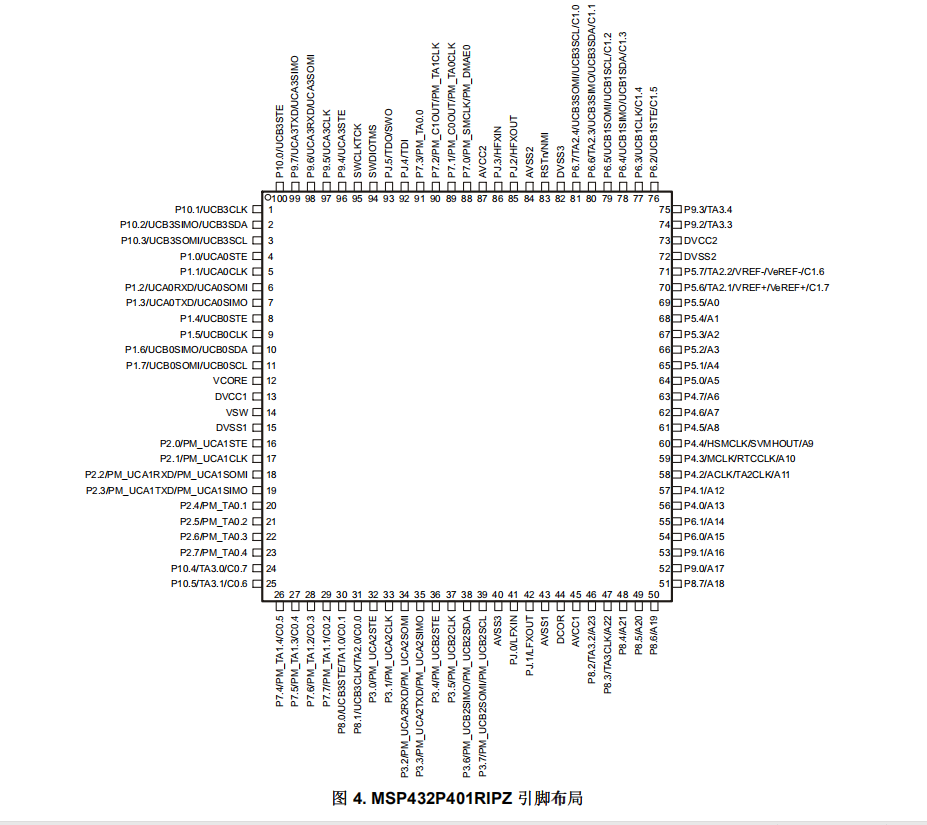 P10.0/UCB3STE
P9.7/UCA3TXD/UCA3SIMO
P9.6/UCA3RXD/UCA3SOMI
P9.5/UCA3CLK
P9.4/UCA3STE
SWCLKTCK
SWDIOTMS
PJ.5/TDO/SWO
PJ.4/TDI
P7.3/PM_TA0.0
P7.2/PM_C1OUT/PM_TA1CLK
P7.1/PM_C0OUT/PM_TA0CLK
P7.0/PM_SMCLK/PM_DMAE0
AVCC2
PJ.3/HFXIN
PJ.2/HFXOUT
AVSS2
RSTn/NMI
DVSS3
P6.7/TA2.4/UCB3SOMI/UCB3SCL/C1.0
P6.6/TA2.3/UCB3SIMO/UCB3SDA/C1.1
P6.5/UCB1SOMI/UCB1SCL/C1.2
P6.4/UCB1SIMO/UCB1SDA/C1.3
P6.3/UCB1CLK/C1.4
P6.2/UCB1STE/C1.5
100 99 98 97 96 95 94 93 92 91 90 89 88 87 86 85 84 83 82 81 80 79 78 77 76
P10.1/UCB3CLK 1
P10.2/UCB3SIMO/UCB3SDA 2
P10.3/UCB3SOMI/UCB3SCL 3
P1.0/UCA0STE 4
P1.1/UCA0CLK 5
P1.2/UCA0RXD/UCA0SOMI 6
P1.3/UCA0TXD/UCA0SIMO 7
P1.4/UCB0STE 8
P1.5/UCB0CLK 9
P1.6/UCB0SIMO/UCB0SDA 10
P1.7/UCB0SOMI/UCB0SCL 11
VCORE 12
DVCC1 13
VSW 14
DVSS1 15
P2.0/PM_UCA1STE 16
P2.1/PM_UCA1CLK 17
P2.2/PM_UCA1RXD/PM_UCA1SOMI 18
P2.3/PM_UCA1TXD/PM_UCA1SIMO 19
P2.4/PM_TA0.1 20
P2.5/PM_TA0.2 21
P2.6/PM_TA0.3 22
P2.7/PM_TA0.4 23
P10.4/TA3.0/C0.7 24
P10.5/TA3.1/C0.6 25
75 P9.3/TA3.4
74 P9.2/TA3.3
73 DVCC2
72 DVSS2
71 P5.7/TA2.2/VREF-/VeREF-/C1.6
70 P5.6/TA2.1/VREF+/VeREF+/C1.7
69 P5.5/A0
68 P5.4/A1
67 P5.3/A2
66 P5.2/A3
65 P5.1/A4
64 P5.0/A5
63 P4.7/A6
62 P4.6/A7
61 P4.5/A8
60 P4.4/HSMCLK/SVMHOUT/A9
59 P4.3/MCLK/RTCCLK/A10
58 P4.2/ACLK/TA2CLK/A11
57 P4.1/A12
56 P4.0/A13
55 P6.1/A14
54 P6.0/A15
53 P9.1/A16
52 P9.0/A17
51 P8.7/A18
26 27 28 29 30 31 32 33 34 35 36 37 38 39 40 41 42 43 44 45 46 47 48 49 50
P7.4/PM_TA1.4/C0.5
P7.5/PM_TA1.3/C0.4
P7.6/PM_TA1.2/C0.3
P7.7/PM_TA1.1/C0.2
P8.0/UCB3STE/TA1.0/C0.1
P8.1/UCB3CLK/TA2.0/C0.0
P3.0/PM_UCA2STE
P3.1/PM_UCA2CLK
P3.2/PM_UCA2RXD/PM_UCA2SOMI
P3.3/PM_UCA2TXD/PM_UCA2SIMO
P3.4/PM_UCB2STE
P3.5/PM_UCB2CLK
P3.6/PM_UCB2SIMO/PM_UCB2SDA
P3.7/PM_UCB2SOMI/PM_UCB2SCL
AVSS3
PJ.0/LFXIN
PJ.1/LFXOUT
AVSS1
DCOR
AVCC1
P8.2/TA3.2/A23
P8.3/TA3CLK/A22
P8.4/A21
P8.5/A20
P8.6/A19
图 4. MSP432P401RIPZ 引脚布局